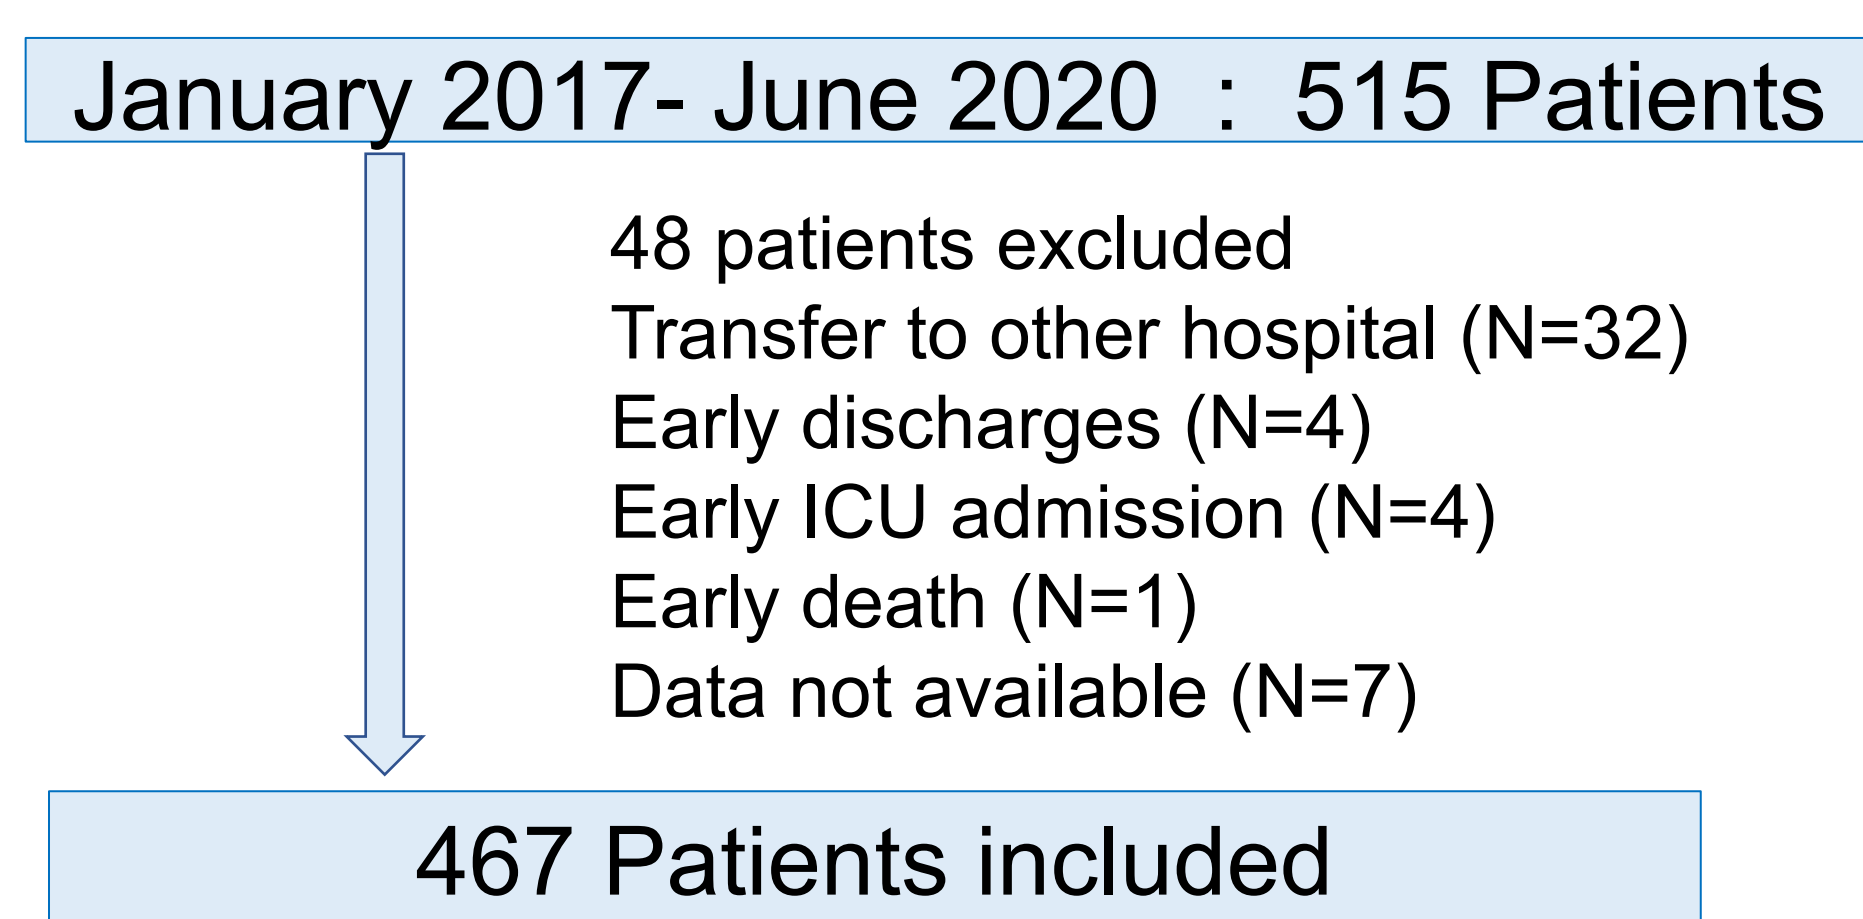 January 2017- June 2020 : 515 Patients
48 patients excluded
Transfer to other hospital (N=32)
Early discharges (N=4)
Early ICU admission (N=4)
Early death (N=1)
Data not available (N=7)
467 Patients included